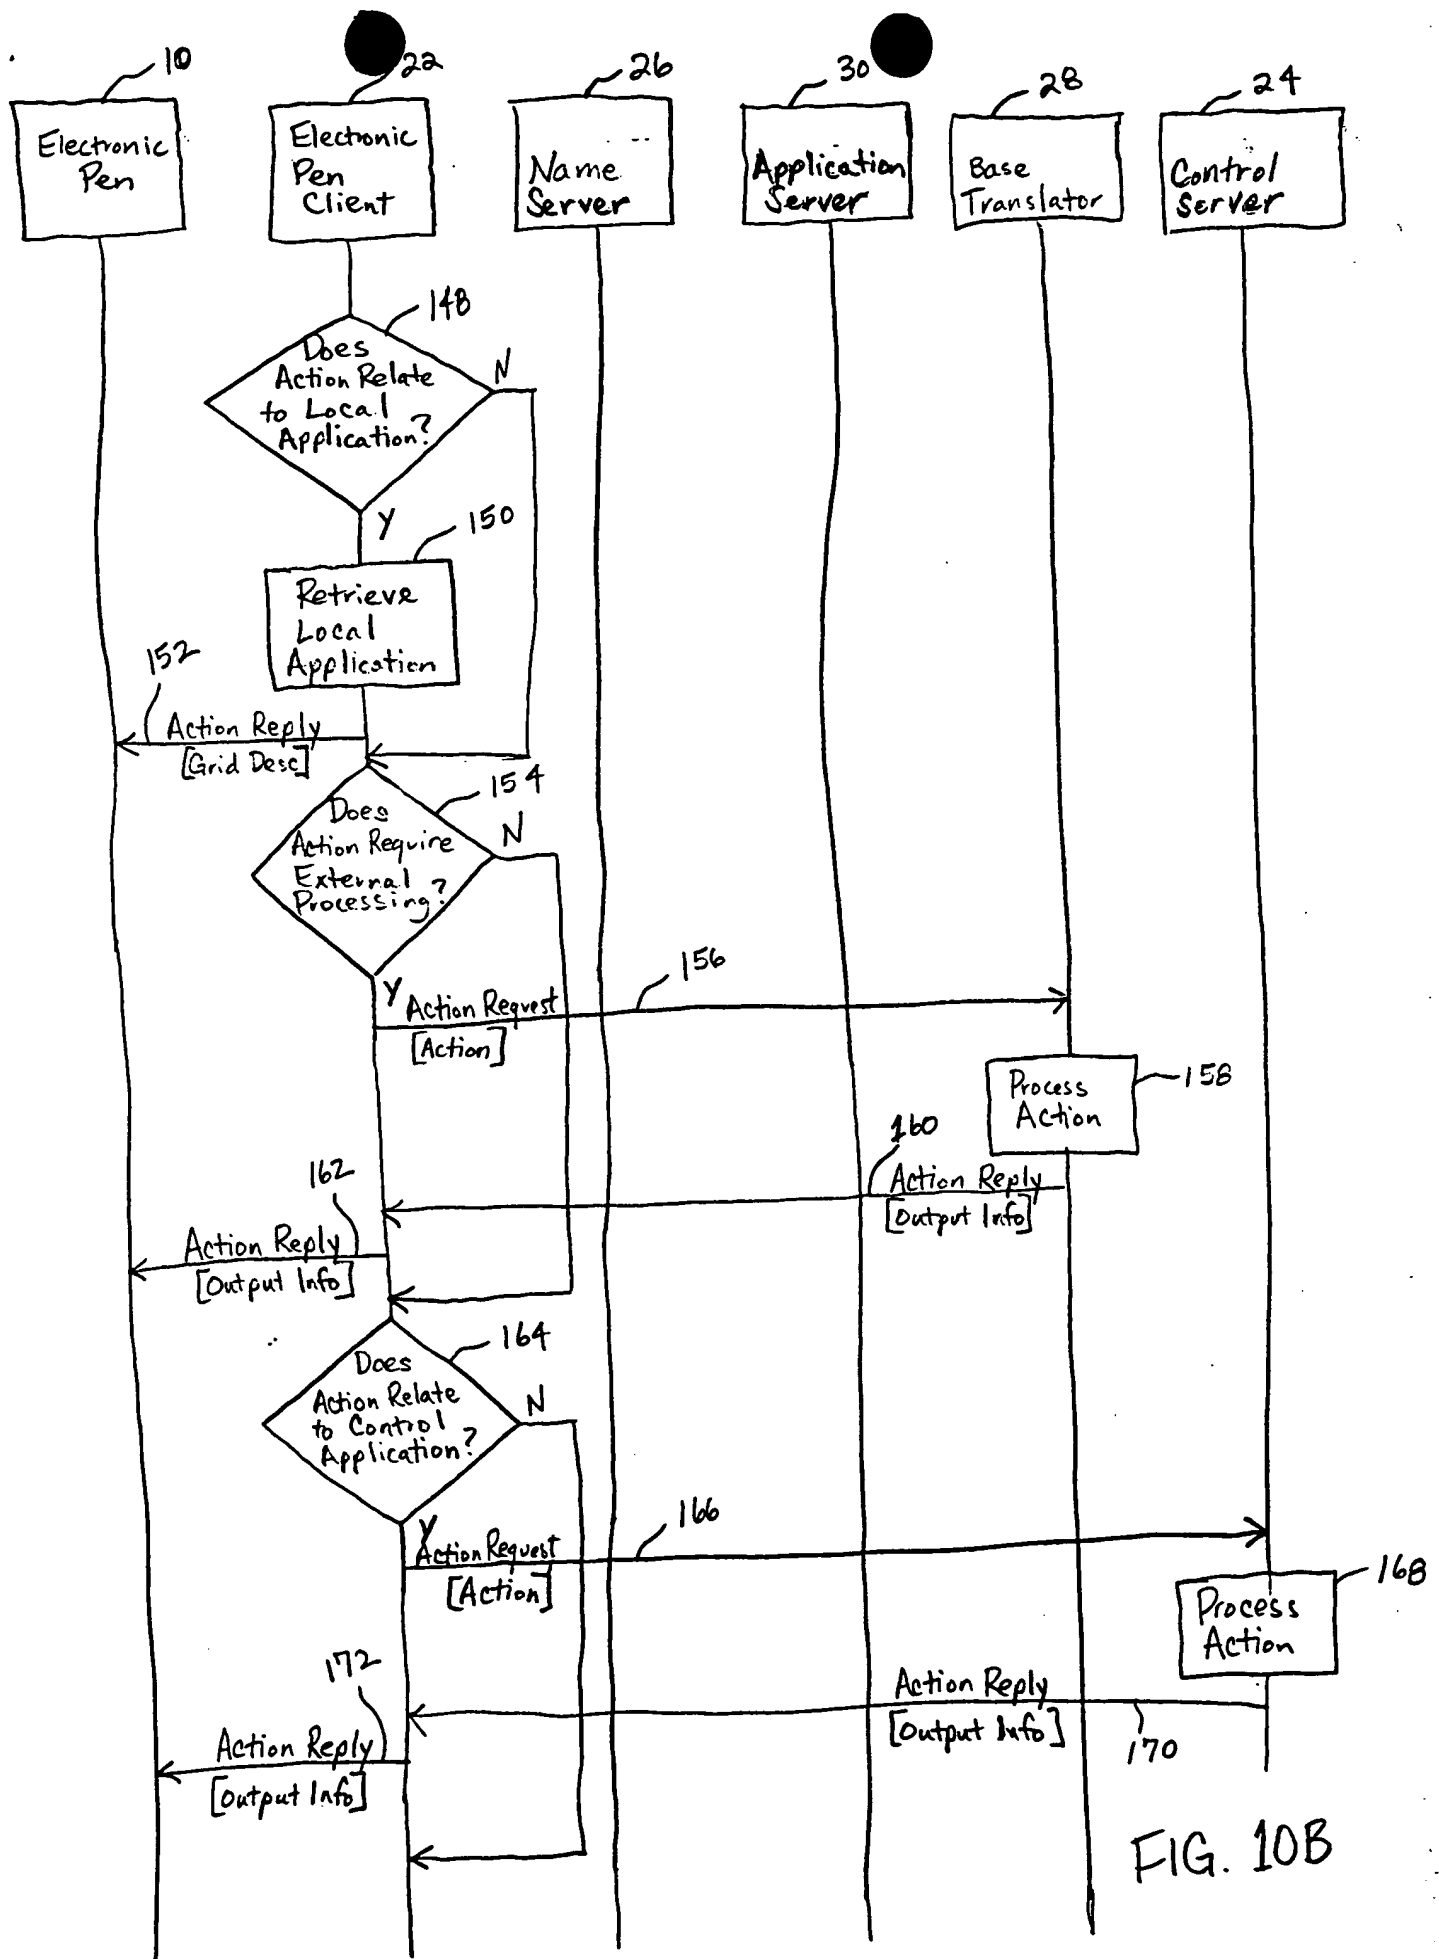 10
22
26
30
28
24
Electronic
Pen
Electronic
Pen
Client
Name
Server
Application
Server
Base
Translator
Control
Server
148
Does
Action Relate
to Local
Application?
N
Y
150
Retrieve
Local
Application
152
Action Reply
[Grid Desc]
154
Does
Action Require
External
Processing?
N
Y
156
Action Request
[Action]
Process
Action
158
160
Action Reply
[Output Info]
162
Action Reply
[Output Info]
164
Does
Action Relate
to Control
Application?
N
Y
166
Action Request
[Action]
168
Process
Action
Action Reply
[Output Info]
170
172
Action Reply
[Output Info]
FIG. 10B